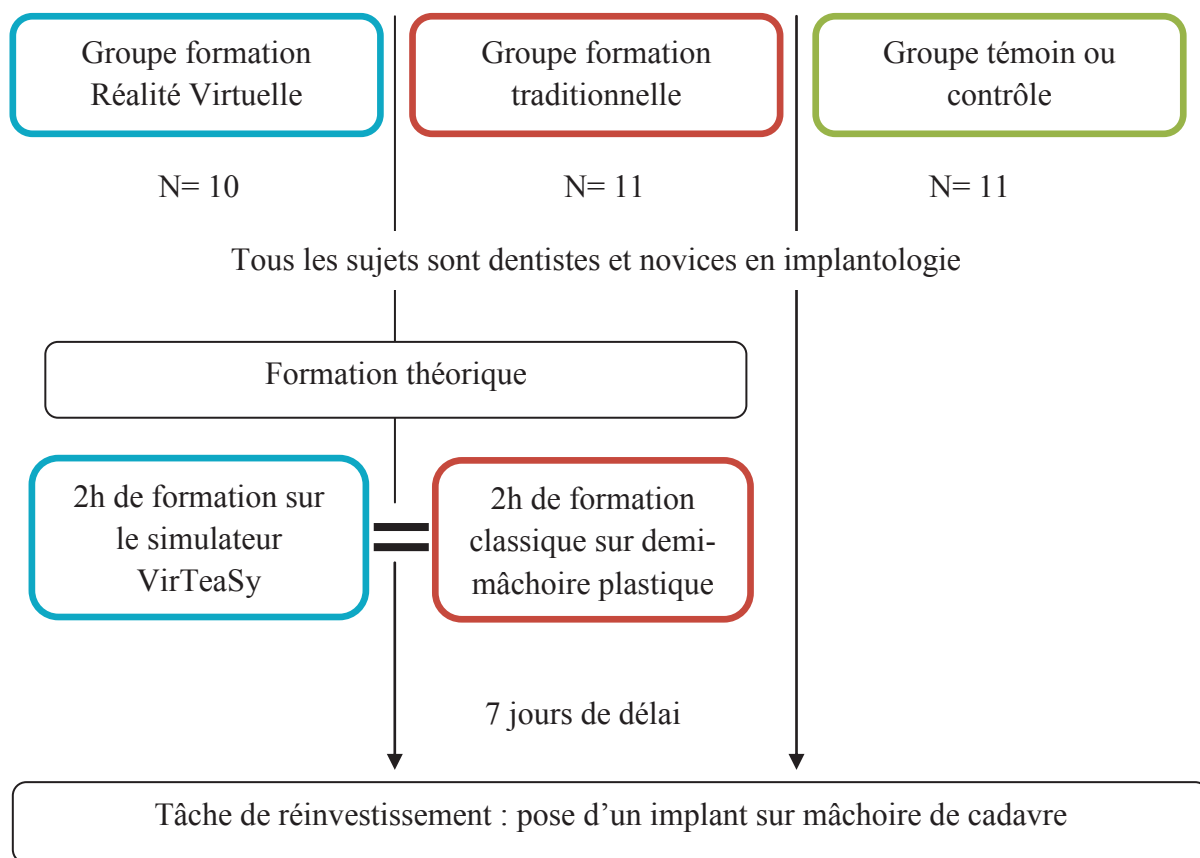 Groupe formation
Réalité Virtuelle
Groupe formation
traditionnelle
Groupe témoin ou
contrôle
N= 10
N= 11
N= 11
Tous les sujets sont dentistes et novices en implantologie
Formation théorique
2h de formation sur
le simulateur
VirTeaSy
=
2h de formation
classique sur demi-
mâchoire plastique
7 jours de délai
Tâche de réinvestissement : pose d’un implant sur mâchoire de cadavre